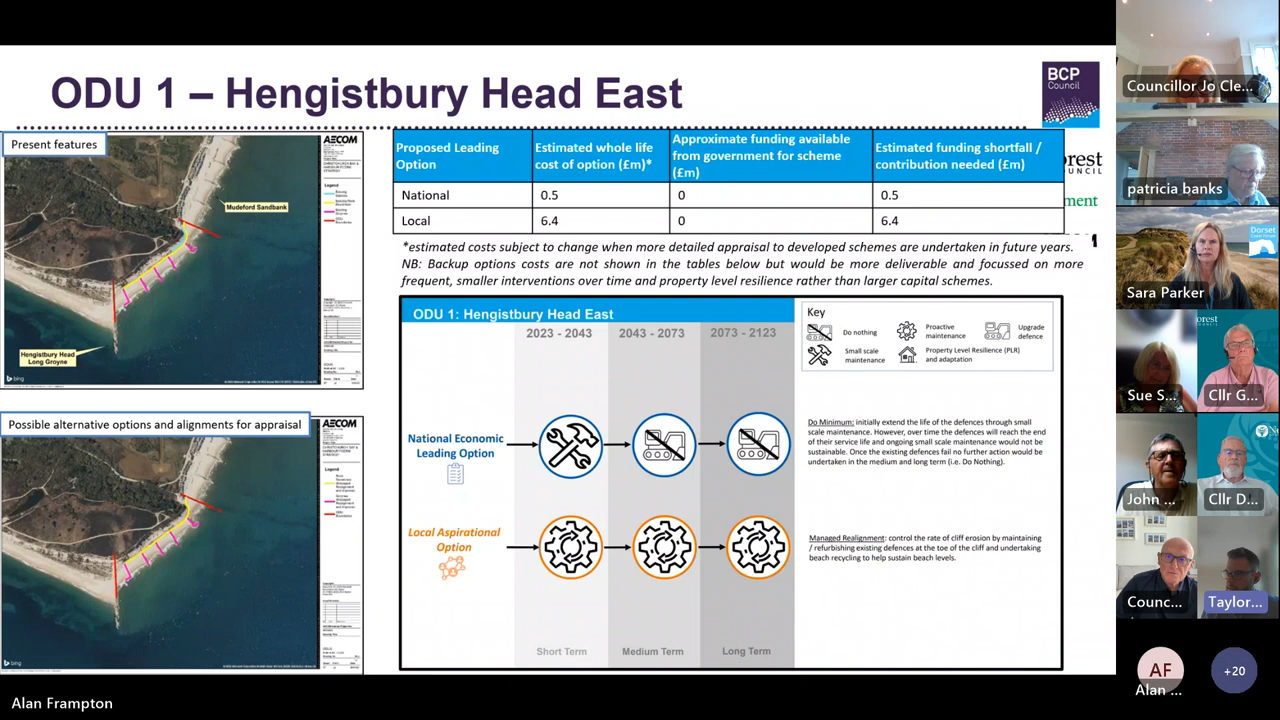 ODU 1 – Hengistbury Head East
BCP
Council
Present features
AECOM
Legend
Mudeford Sandbank
Hengistbury Head
Long Groyne
bing
Possible alternative options and alignments for appraisal
AECOM
Legend
bing
Proposed Leading Option
Estimated whole life cost of option (£m)*
Approximate funding available from government for scheme (£m)
Estimated funding shortfall / contribution needed (£m)
National 0.5 0 0.5
Local 6.4 0 6.4
*estimated costs subject to change when more detailed appraisal to developed schemes are undertaken in future years.
NB: Backup options costs are not shown in the tables below but would be more deliverable and focussed on more
frequent, smaller interventions over time and property level resilience rather than larger capital schemes.
ODU 1: Hengistbury Head East
2023 - 2043 2043 - 2073 2073 - 2123
Key
Do nothing
Proactive maintenance
Upgrade defence
Small scale maintenance
Property Level Resilience (PLR) and adaptation
National Economic
Leading Option
Do Minimum: initially extend the life of the defences through small
scale maintenance. However, over time the defences will reach the end
of their service life and ongoing small scale maintenance would not be
sustainable. Once the existing defences fail no further action would be
undertaken in the medium and long term (i.e. Do Nothing).
Local Aspirational
Option
Managed Realignment: control the rate of cliff erosion by maintaining
/ refurbishing existing defences at the toe of the cliff and undertaking
beach recycling to help sustain beach levels.
Short Term Medium Term Long Term
Alan Frampton
Councillor Jo Cle...
patricia banks
Dorset
Sara Parker
Sue S...
Cllr G...
John ...
Cllr D...
Counc...
Taylor...
AF
Alan ...
+20